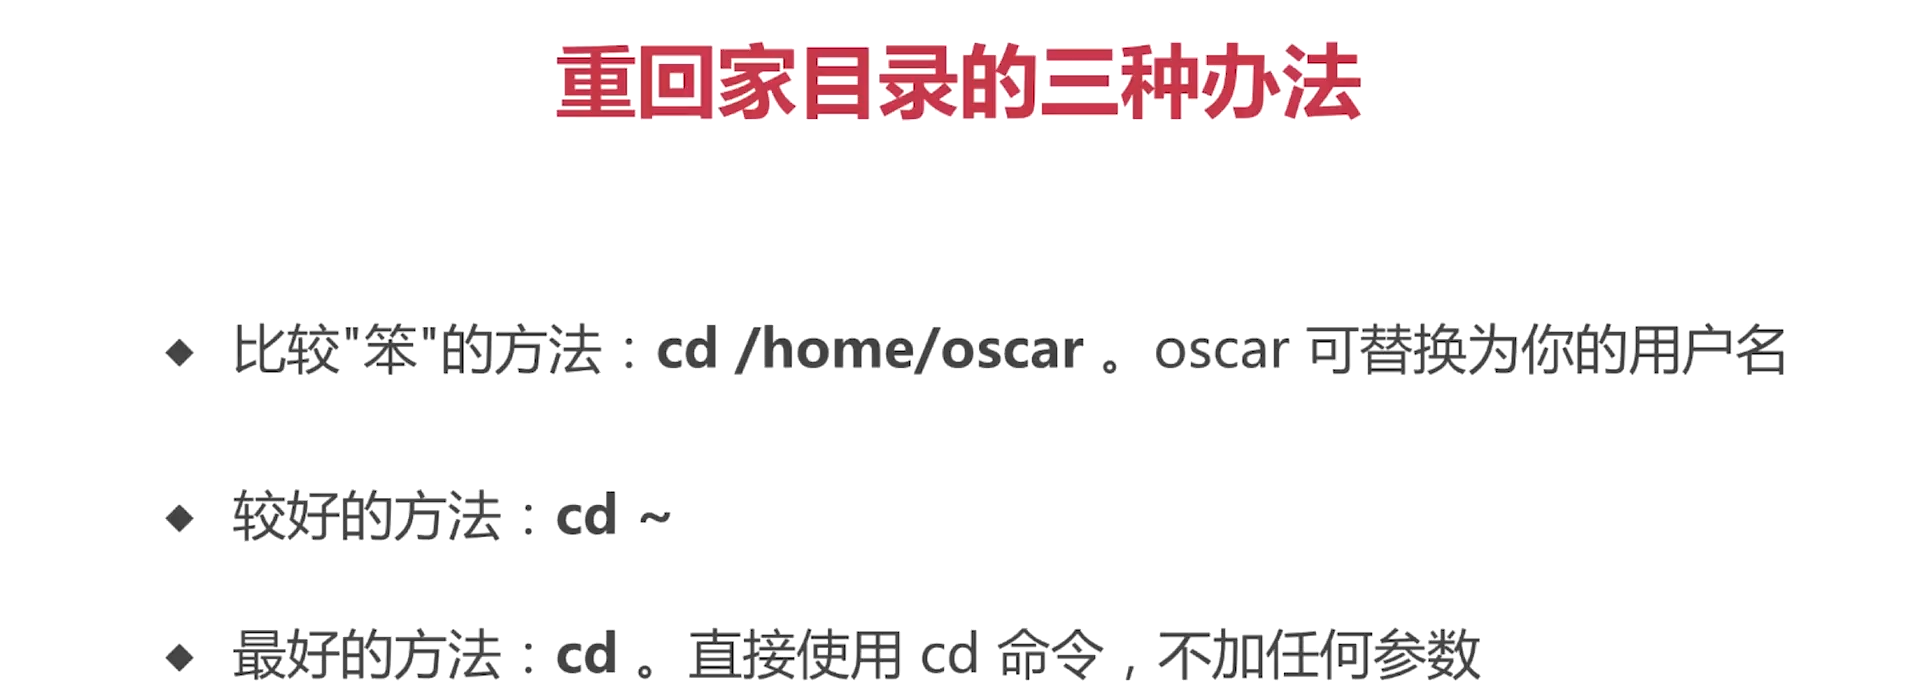 重回家目录的三种办法
◆ 比较"笨"的方法：cd /home/oscar 。oscar 可替换为你的用户名
◆ 较好的方法：cd ~
◆ 最好的方法：cd 。直接使用 cd 命令，不加任何参数